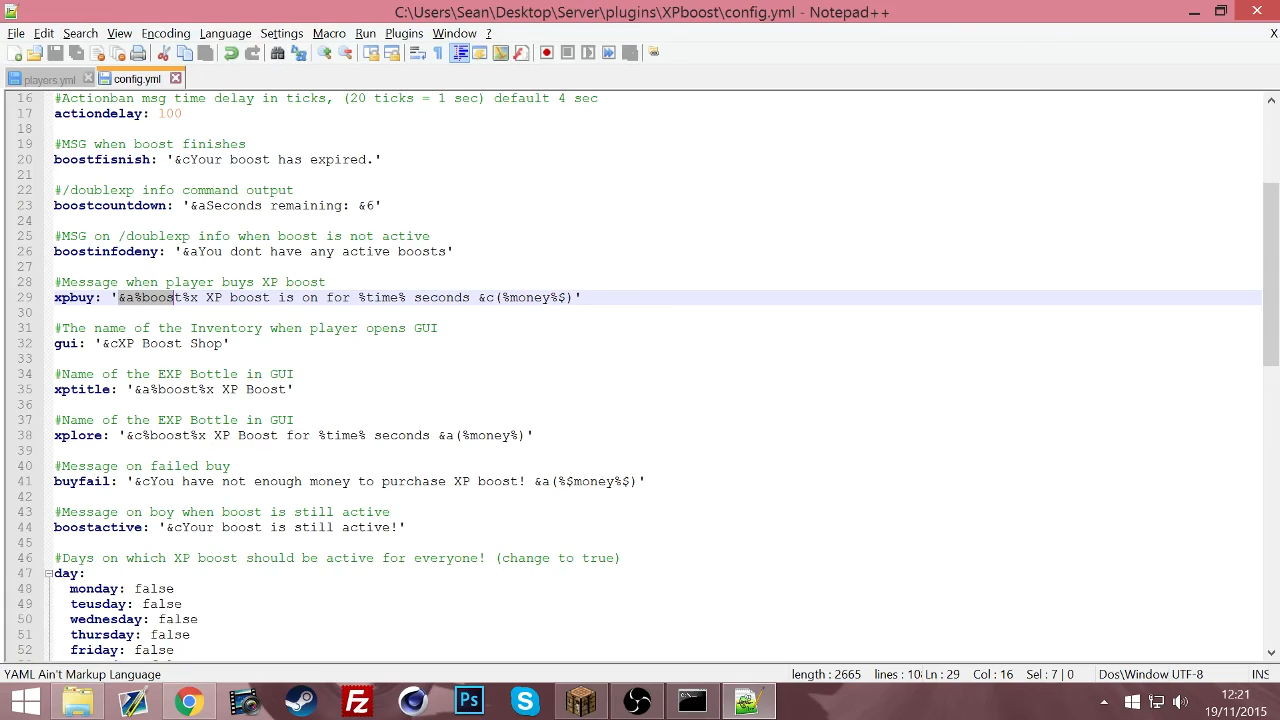 C:\Users\Sean\Desktop\Server\plugins\XPboost\config.yml - Notepad++
File Edit Search View Encoding Language Settings Macro Run Plugins Window ? X
players.yml config.yml
16 #Actionban msg time delay in ticks, (20 ticks = 1 sec) default 4 sec
17 actiondelay: 100
18
19 #MSG when boost finishes
20 boostfisnish: '&cYour boost has expired.'
21
22 #/doublexp info command output
23 boostcountdown: '&aSeconds remaining: &6'
24
25 #MSG on /doublexp info when boost is not active
26 boostinfodeny: '&aYou dont have any active boosts'
27
28 #Message when player buys XP boost
29 xpbuy: '&a%boost%x XP boost is on for %time% seconds &c(%money%$)'
30
31 #The name of the Inventory when player opens GUI
32 gui: '&cXP Boost Shop'
33
34 #Name of the EXP Bottle in GUI
35 xptitle: '&a%boost%x XP Boost'
36
37 #Name of the EXP Bottle in GUI
38 xplore: '&c%boost%x XP Boost for %time% seconds &a(%money%)'
39
40 #Message on failed buy
41 buyfail: '&cYou have not enough money to purchase XP boost! &a(%$money%$)'
42
43 #Message on boy when boost is still active
44 boostactive: '&cYour boost is still active!'
45
46 #Days on which XP boost should be active for everyone! (change to true)
47 day:
48 monday: false
49 teusday: false
50 wednesday: false
51 thursday: false
52 friday: false
YAML Ain't Markup Language length : 2665 lines : 10 Ln : 29 Col : 16 Sel : 7 | 0 Dos\Windows UTF-8 INS
Fz Ps S
12:21
19/11/2015